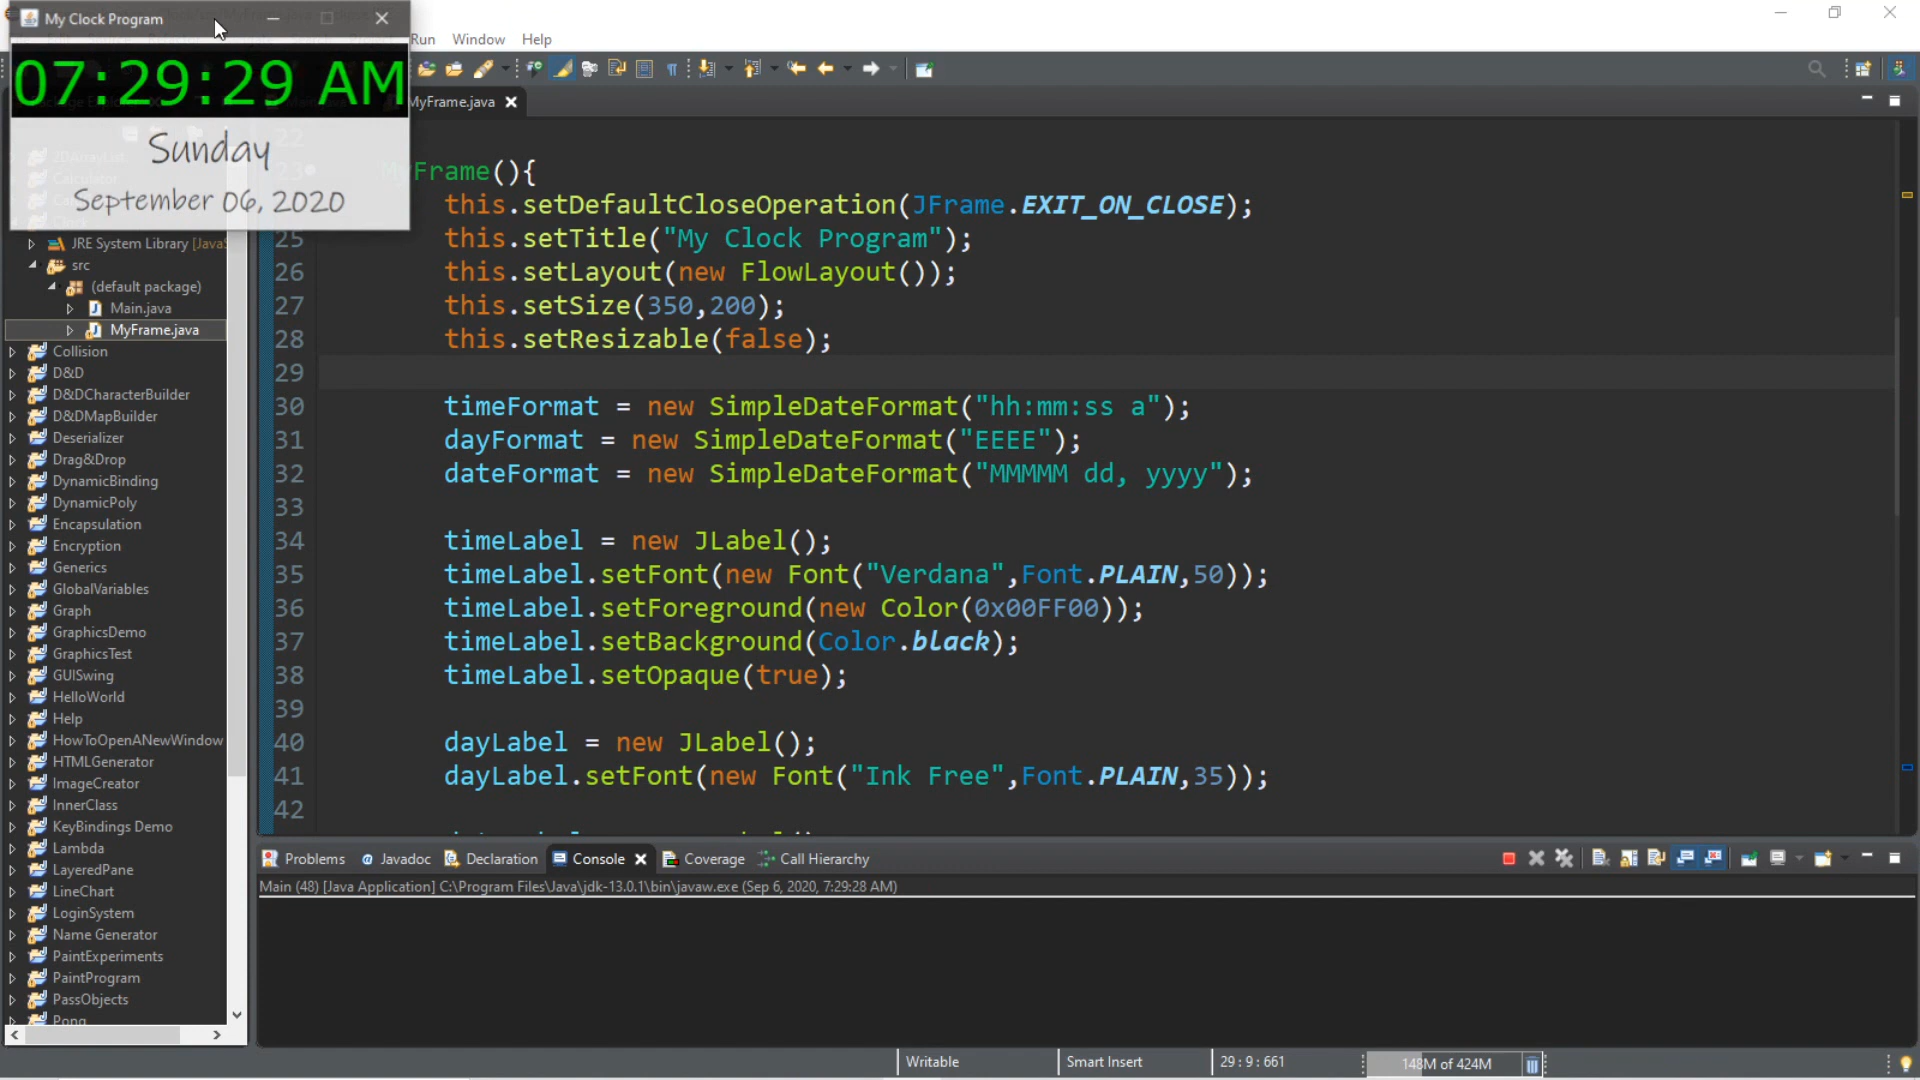 My Clock Program
Run Window Help
07:29:29 AM
MyFrame.java
Sunday
September 06, 2020
JRE System Library [JavaS
src
(default package)
Main.java
MyFrame.java
Collision
D&D
D&DCharacterBuilder
D&DMapBuilder
Deserializer
Drag&Drop
DynamicBinding
DynamicPoly
Encapsulation
Encryption
Generics
GlobalVariables
Graph
GraphicsDemo
GraphicsTest
GUISwing
HelloWorld
Help
HowToOpenANewWindow
HTMLGenerator
ImageCreator
InnerClass
KeyBindings Demo
Lambda
LayeredPane
LineChart
LoginSystem
Name Generator
PaintExperiments
PaintProgram
PassObjects
Pong
22
23 MyFrame(){
this.setDefaultCloseOperation(JFrame.EXIT_ON_CLOSE);
25 this.setTitle("My Clock Program");
26 this.setLayout(new FlowLayout());
27 this.setSize(350,200);
28 this.setResizable(false);
29
30 timeFormat = new SimpleDateFormat("hh:mm:ss a");
31 dayFormat = new SimpleDateFormat("EEEE");
32 dateFormat = new SimpleDateFormat("MMMMM dd, yyyy");
33
34 timeLabel = new JLabel();
35 timeLabel.setFont(new Font("Verdana",Font.PLAIN,50));
36 timeLabel.setForeground(new Color(0x00FF00));
37 timeLabel.setBackground(Color.black);
38 timeLabel.setOpaque(true);
39
40 dayLabel = new JLabel();
41 dayLabel.setFont(new Font("Ink Free",Font.PLAIN,35));
42
Problems Javadoc Declaration Console Coverage Call Hierarchy
Main (48) [Java Application] C:\Program Files\Java\jdk-13.0.1\bin\javaw.exe (Sep 6, 2020, 7:29:28 AM)
Writable Smart Insert 29 : 9 : 661 148M of 424M